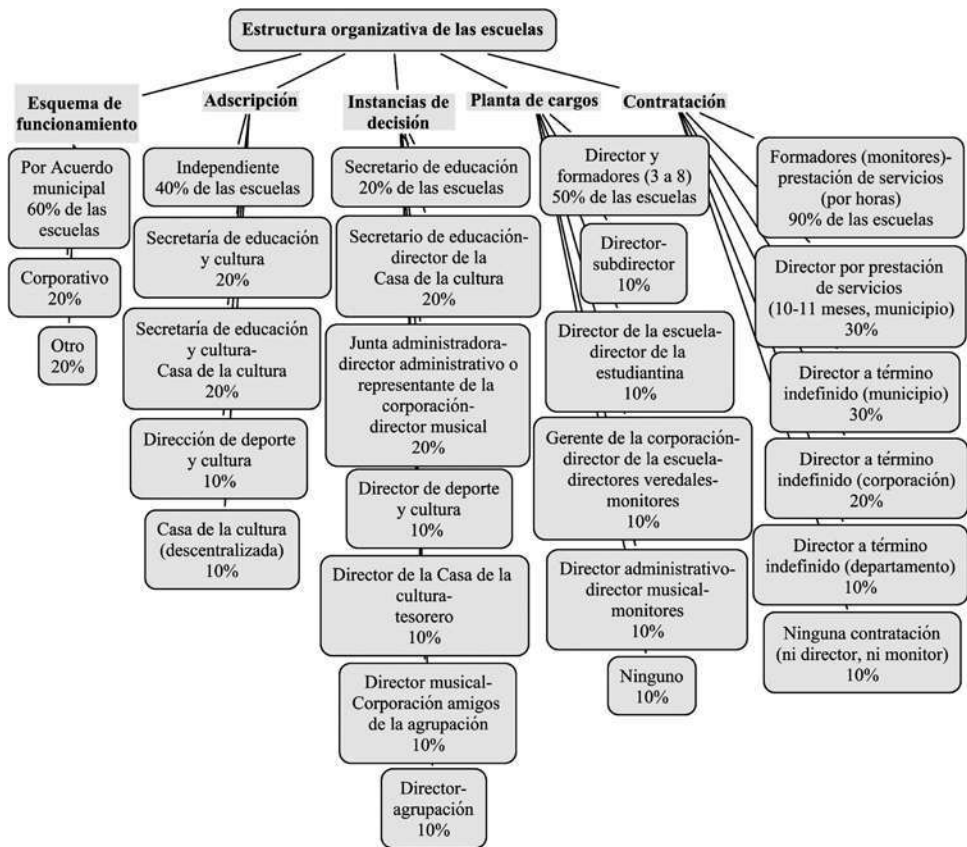 Estructura organizativa de las escuelas
Esquema de
funcionamiento
Por Acuerdo
municipal
60% de las
escuelas
Corporativo
20%
Otro
20%
Adscripción
Independiente
40% de las escuelas
Secretaría de educación
y cultura
20%
Secretaría de educación
y cultura-
Casa de la cultura
20%
Dirección de deporte
y cultura
10%
Casa de la cultura
(descentralizada)
10%
Instancias de
decisión
Secretario de educación
20% de las escuelas
Secretario de educación-
director de la
Casa de la cultura
20%
Junta administradora-
director administrativo o
representante de la
corporación-
director musical
20%
Director de deporte
y cultura
10%
Director de la Casa de la
cultura-
tesorero
10%
Director musical-
Corporación amigos
de la agrupación
10%
Director-
agrupación
10%
Planta de cargos
Director y
formadores (3 a 8)
50% de las escuelas
Director-
subdirector
10%
Director de la escuela-
director de la
estudiantina
10%
Gerente de la corporación-
director de la escuela-
directores veredales-
monitores
10%
Director administrativo-
director musical-
monitores
10%
Ninguno
10%
Contratación
Formadores (monitores)-
prestación de servicios
(por horas)
90% de las escuelas
Director por prestación
de servicios
(10-11 meses, municipio)
30%
Director a término
indefinido (municipio)
30%
Director a término
indefinido (corporación)
20%
Director a término
indefinido (departamento)
10%
Ninguna contratación
(ni director, ni monitor)
10%